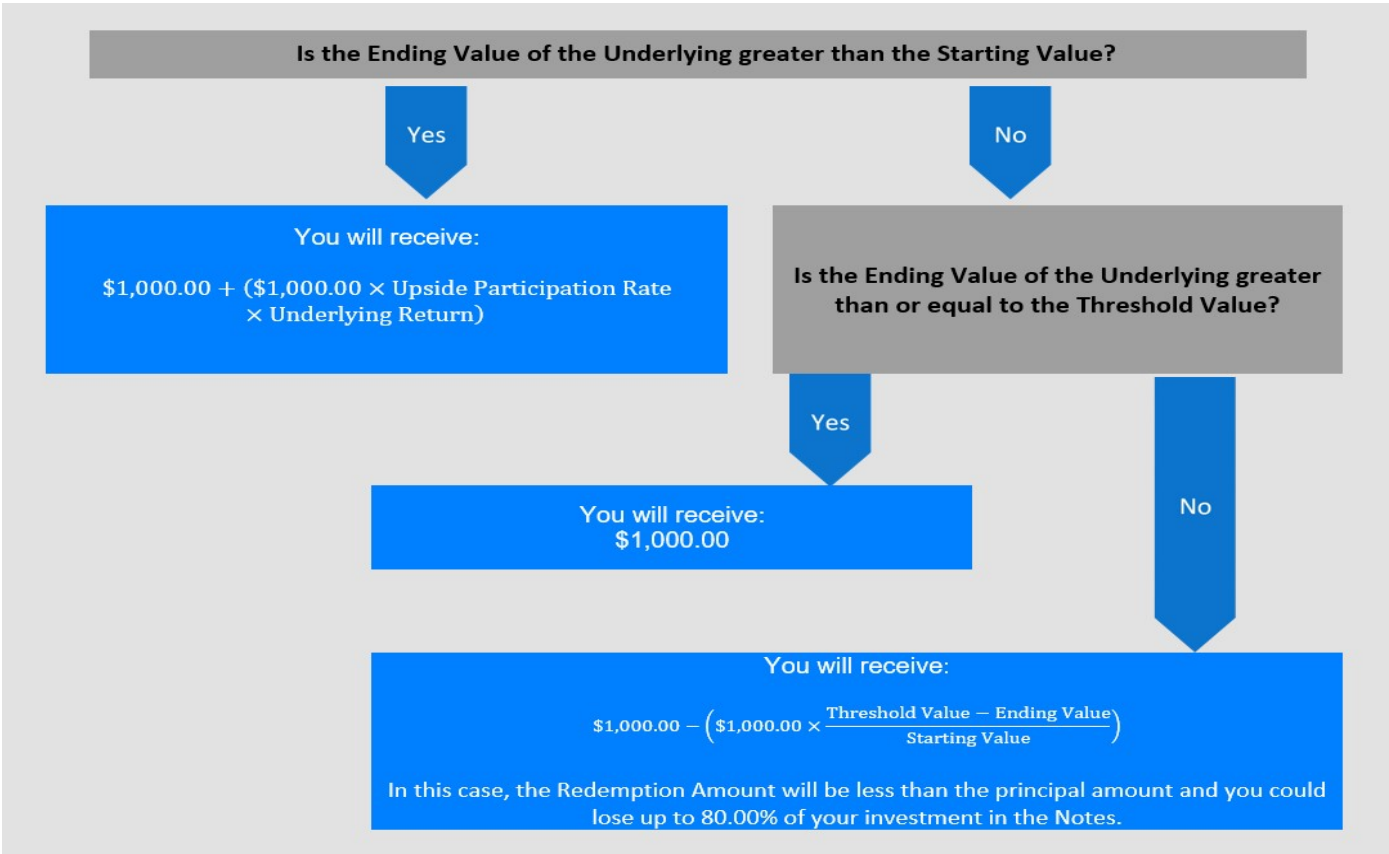 Is the Ending Value of the Underlying greater than the Starting Value?
Yes
No
You will receive:
$1,000.00 + ($1,000.00 × Upside Participation Rate
× Underlying Return)
Is the Ending Value of the Underlying greater
than or equal to the Threshold Value?
Yes
No
You will receive:
$1,000.00
You will receive:
$1,000.00 − ($1,000.00 × Threshold Value − Ending Value
Starting Value)
In this case, the Redemption Amount will be less than the principal amount and you could
lose up to 80.00% of your investment in the Notes.